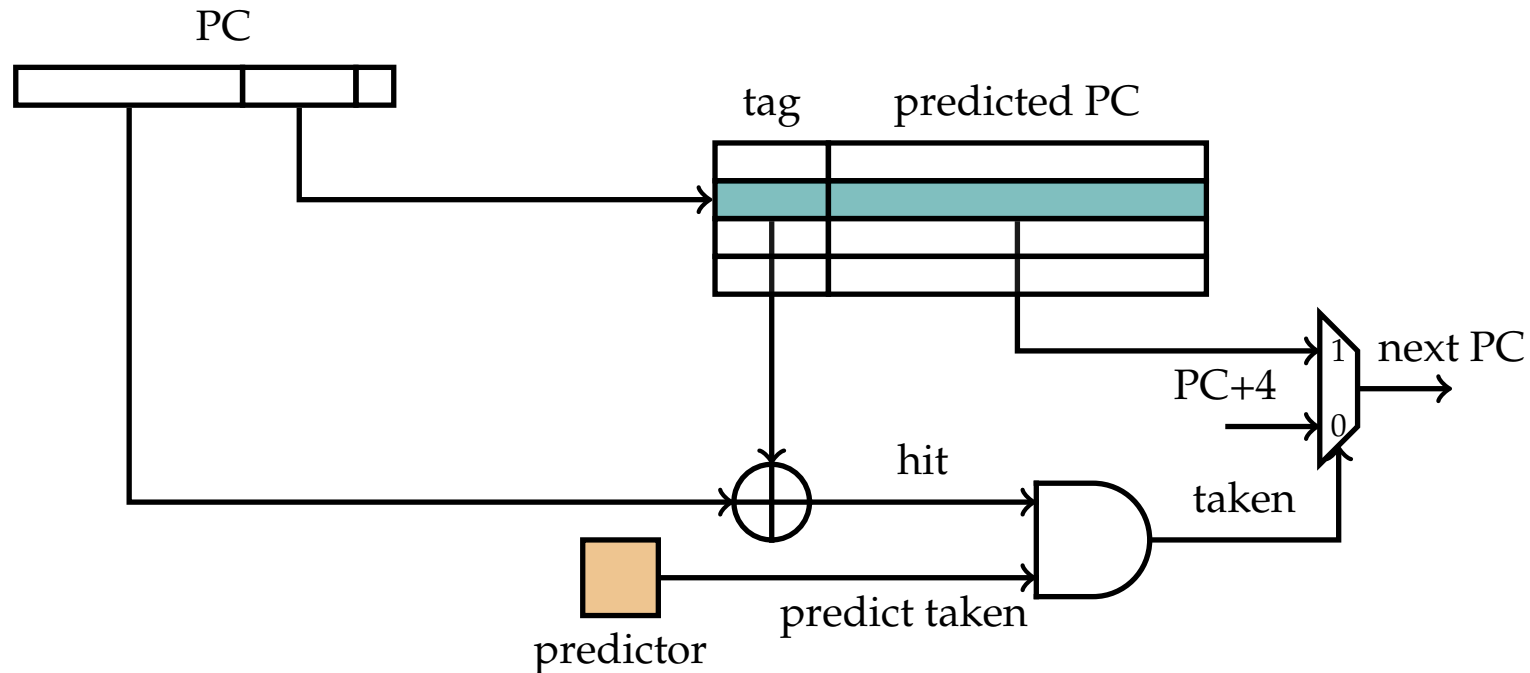 PC
tag
predicted PC
1
next PC
PC+4
0
hit
taken
predict taken
predictor